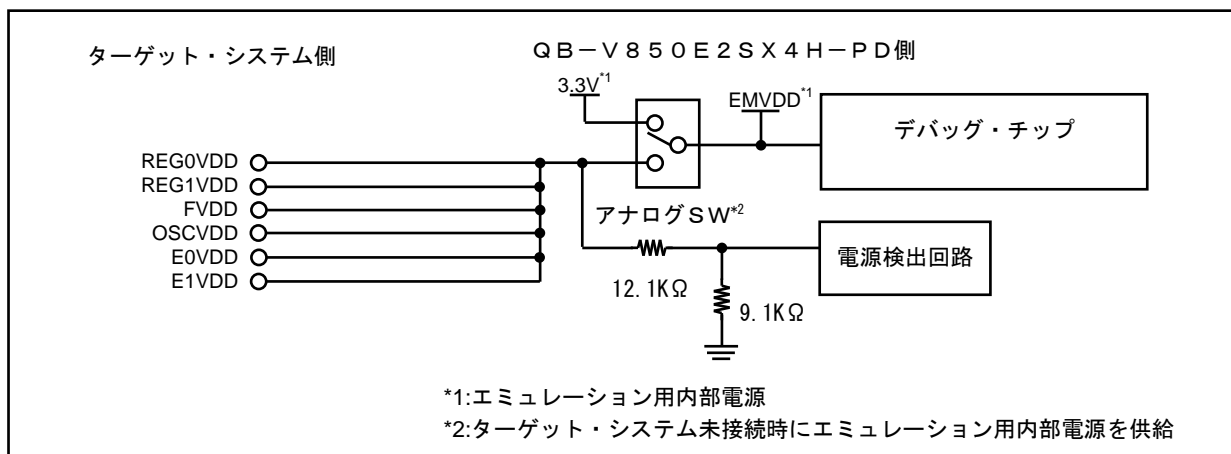 ターゲット・システム側
QB-V850E2SX4H-PD側
3.3V*1
EMVDD*1
デバッグ・チップ
REG0VDD
REG1VDD
FVDD
OSCVDD
E0VDD
E1VDD
アナログSW*2
電源検出回路
12.1KΩ
9.1KΩ
*1:エミュレーション用内部電源
*2:ターゲット・システム未接続時にエミュレーション用内部電源を供給